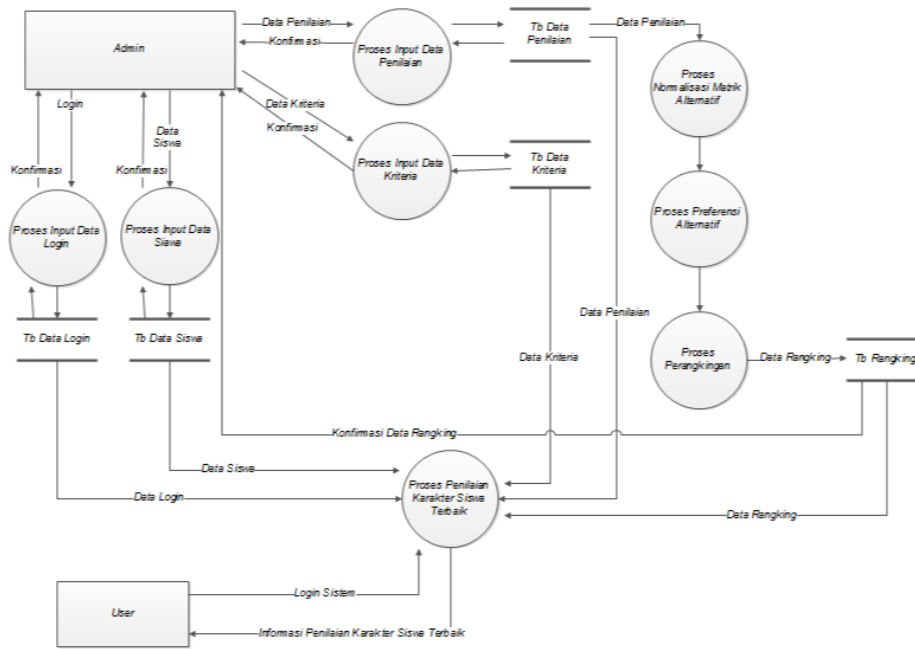 Admin
Data Penilaian
Konfirmasi
Proses Input Data
Penilaian
Tb Data
Penilaian
Data Penilaian
Proses
Normalisasi Matrik
Alternatif
Login
Data
Siswa
Data Kriteria
Konfirmasi
Konfirmasi
Konfirmasi
Proses Input Data
Kriteria
Tb Data
Kriteria
Proses Input Data
Login
Proses Input Data
Siswa
Proses Preferensi
Alternatif
Data Penilaian
Tb Data Login
Tb Data Siswa
Data Kriteria
Proses
Perangkingan
Data Rangking
Tb Rangking
Konfirmasi Data Rangking
Data Siswa
Data Login
Proses Penilaian
Karakter Siswa
Terbaik
Data Rangking
User
Login Sistem
Informasi Penilaian Karakter Siswa Terbaik